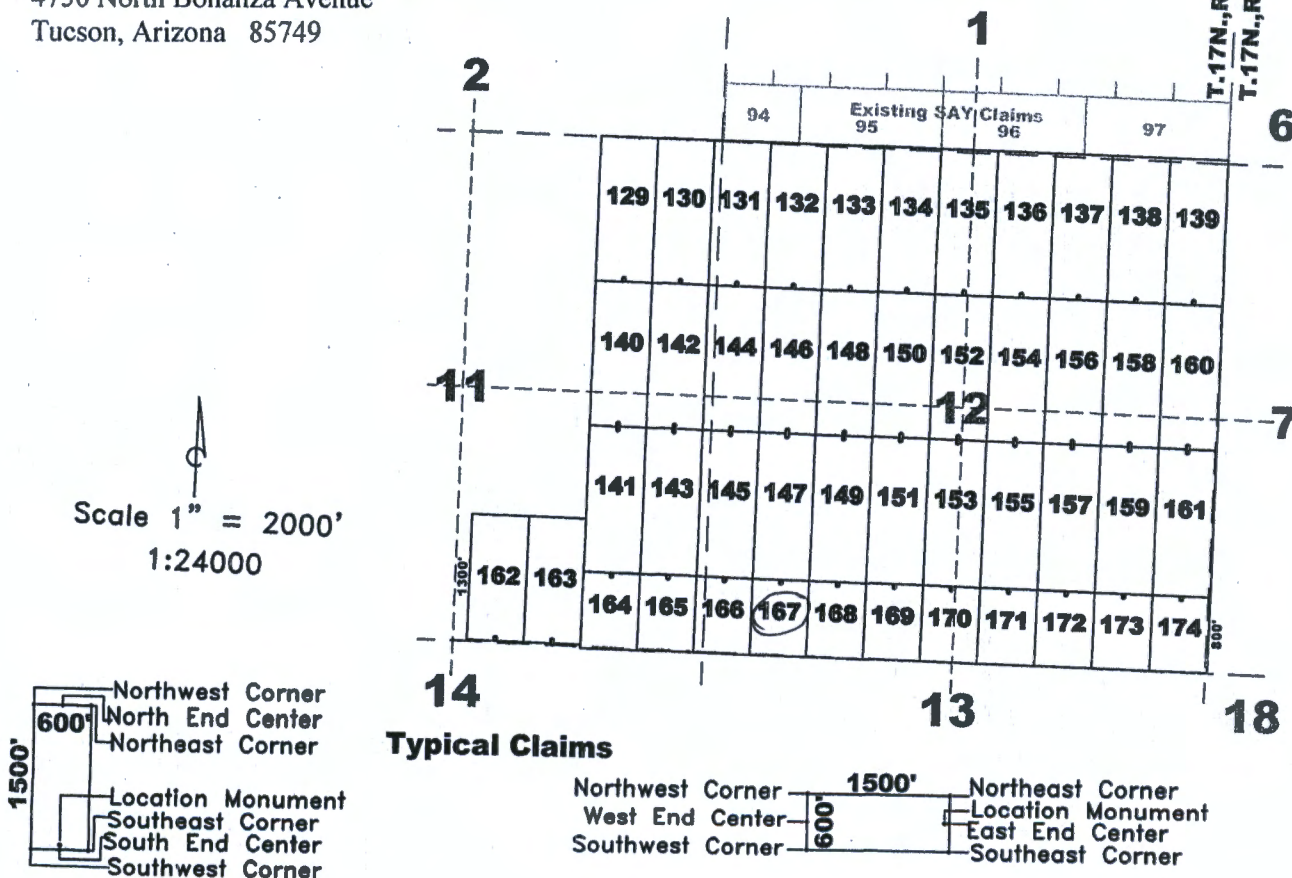 4750 North Bonanza Avenue
Tucson, Arizona 85749
T.17N.,R
T.17N.,R
1
2
6
94
Existing SAY Claims
95
96
97
129 130 131 132 133 134 135 136 137 138 139
140 142 144 146 148 150 152 154 156 158 160
11
12
7
141 143 145 147 149 151 153 155 157 159 161
Scale 1" = 2000'
1:24000
1300'
162 163
164 165 166 167 168 169 170 171 172 173 174
800'
14
13
18
Typical Claims
Northwest Corner
North End Center
Northeast Corner
600'
1500'
Location Monument
Southeast Corner
South End Center
Southwest Corner
Northwest Corner
West End Center
Southwest Corner
1500'
600'
Northeast Corner
Location Monument
East End Center
Southeast Corner